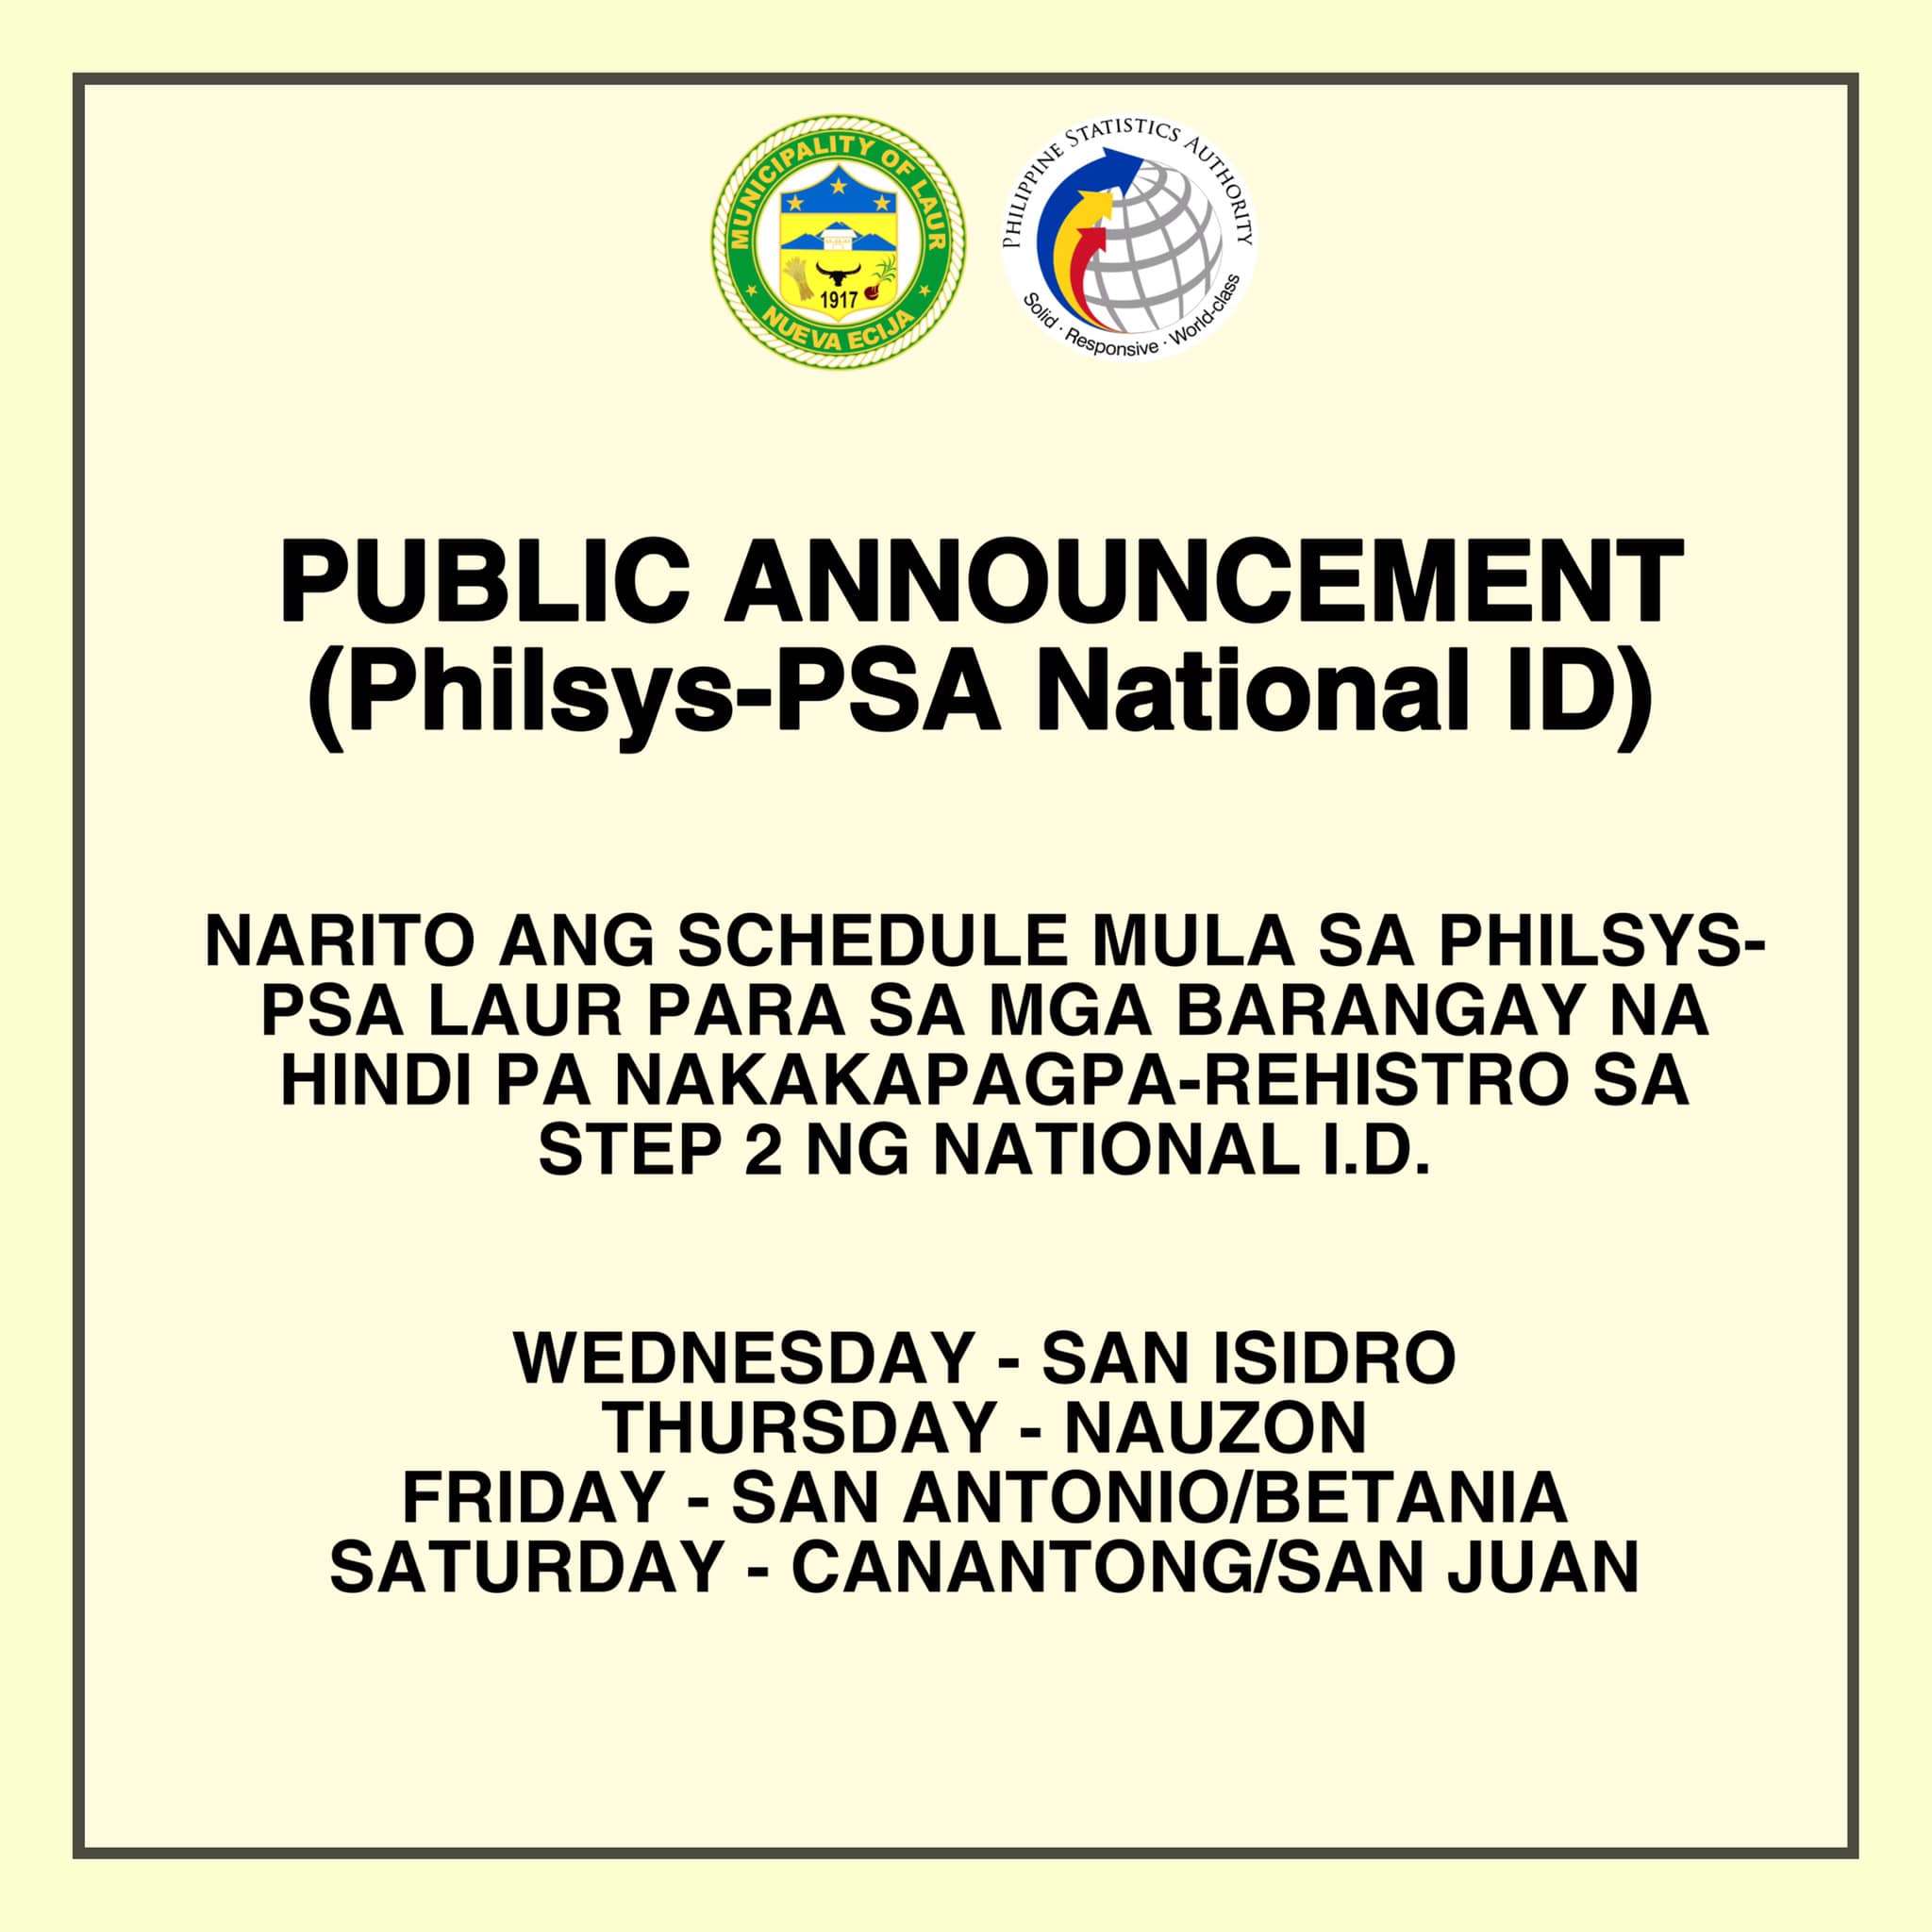 MUNICIPALITY OF LAUR
1917
NUEVA ECIJA
PHILIPPINE STATISTICS AUTHORITY
Solid · Responsive · World-class
PUBLIC ANNOUNCEMENT
(Philsys-PSA National ID)
NARITO ANG SCHEDULE MULA SA PHILSYS-
PSA LAUR PARA SA MGA BARANGAY NA
HINDI PA NAKAKAPAGPA-REHISTRO SA
STEP 2 NG NATIONAL I.D.
WEDNESDAY - SAN ISIDRO
THURSDAY - NAUZON
FRIDAY - SAN ANTONIO/BETANIA
SATURDAY - CANANTONG/SAN JUAN